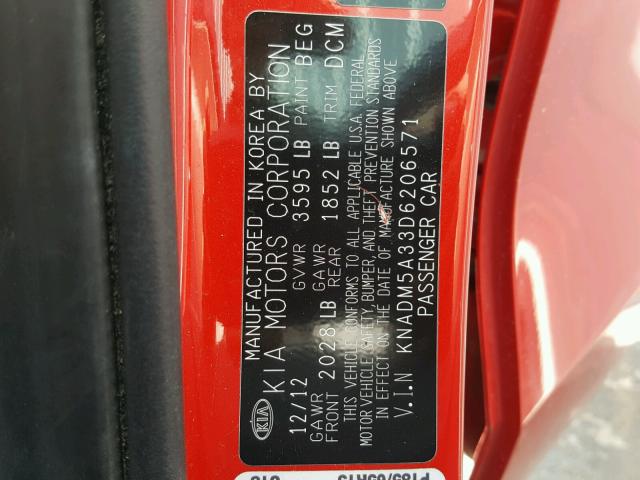 KIA
MANUFACTURED IN KOREA BY
KIA MOTORS CORPORATION
12/12 GVWR 3595 LB PAINT BEG
GAWR FRONT 2028 LB GAWR REAR 1852 LB TRIM DCM
THIS VEHICLE CONFORMS TO ALL APPLICABLE U.S.A. FEDERAL
MOTOR VEHICLE SAFETY, BUMPER, AND THEFT PREVENTION STANDARDS
IN EFFECT ON THE DATE OF MANUFACTURE SHOWN ABOVE
V.I.N KNADM5A33D6206571
PASSENGER CAR